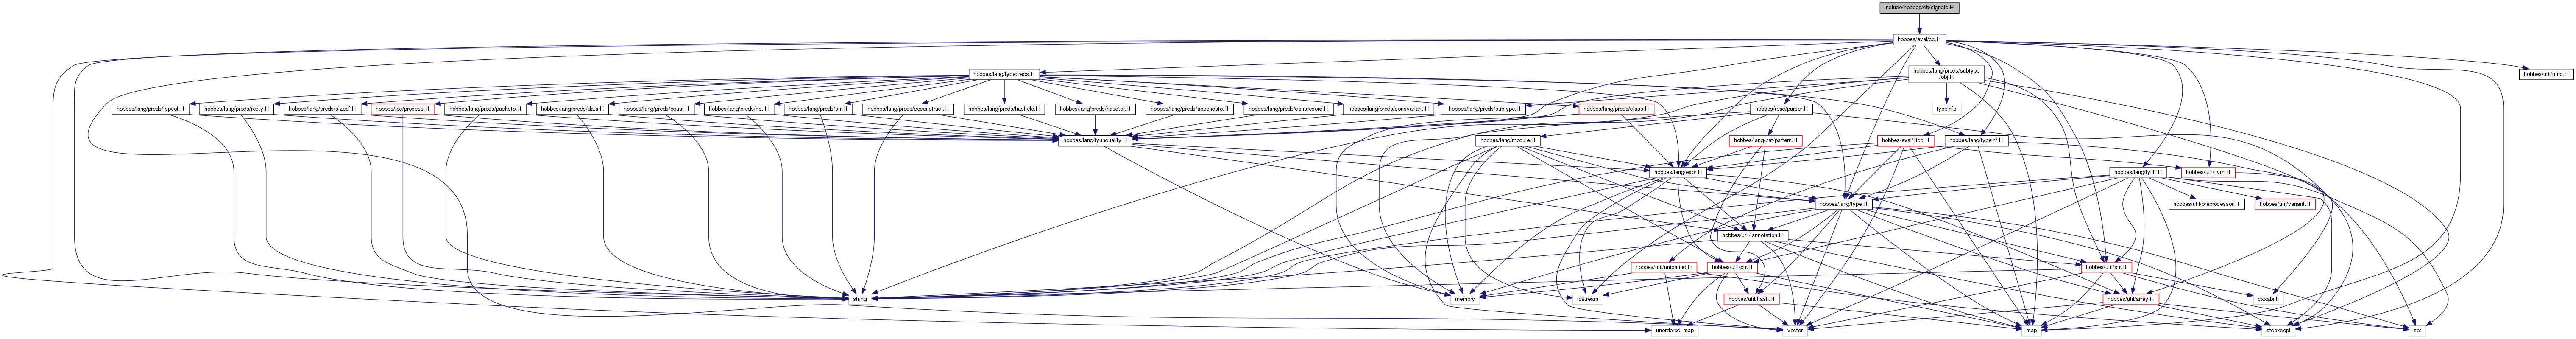 include/hobbes/db/signals.H
hobbes/eval/cc.H
hobbes/lang/typepreds.H
hobbes/lang/preds/subtype
/obj.H
hobbes/util/func.H
hobbes/lang/preds/typeof.H
hobbes/lang/preds/recty.H
hobbes/lang/preds/sizeof.H
hobbes/ipc/process.H
hobbes/lang/preds/packsto.H
hobbes/lang/preds/data.H
hobbes/lang/preds/equal.H
hobbes/lang/preds/not.H
hobbes/lang/preds/str.H
hobbes/lang/preds/deconstruct.H
hobbes/lang/preds/hasfield.H
hobbes/lang/preds/hasctor.H
hobbes/lang/preds/appendsto.H
hobbes/lang/preds/consrecord.H
hobbes/lang/preds/consvariant.H
hobbes/lang/preds/subtype.H
hobbes/lang/preds/class.H
hobbes/read/parser.H
typeinfo
hobbes/lang/tyunqualify.H
hobbes/lang/module.H
hobbes/lang/pat/pattern.H
hobbes/eval/jitcc.H
hobbes/lang/typeinf.H
hobbes/lang/expr.H
hobbes/lang/tylift.H
hobbes/util/llvm.H
hobbes/lang/type.H
hobbes/util/preprocessor.H
hobbes/util/variant.H
hobbes/util/lannotation.H
hobbes/util/unionfind.H
hobbes/util/ptr.H
hobbes/util/str.H
string
memory
iostream
hobbes/util/hash.H
hobbes/util/array.H
cxxabi.h
unordered_map
vector
map
stdexcept
set